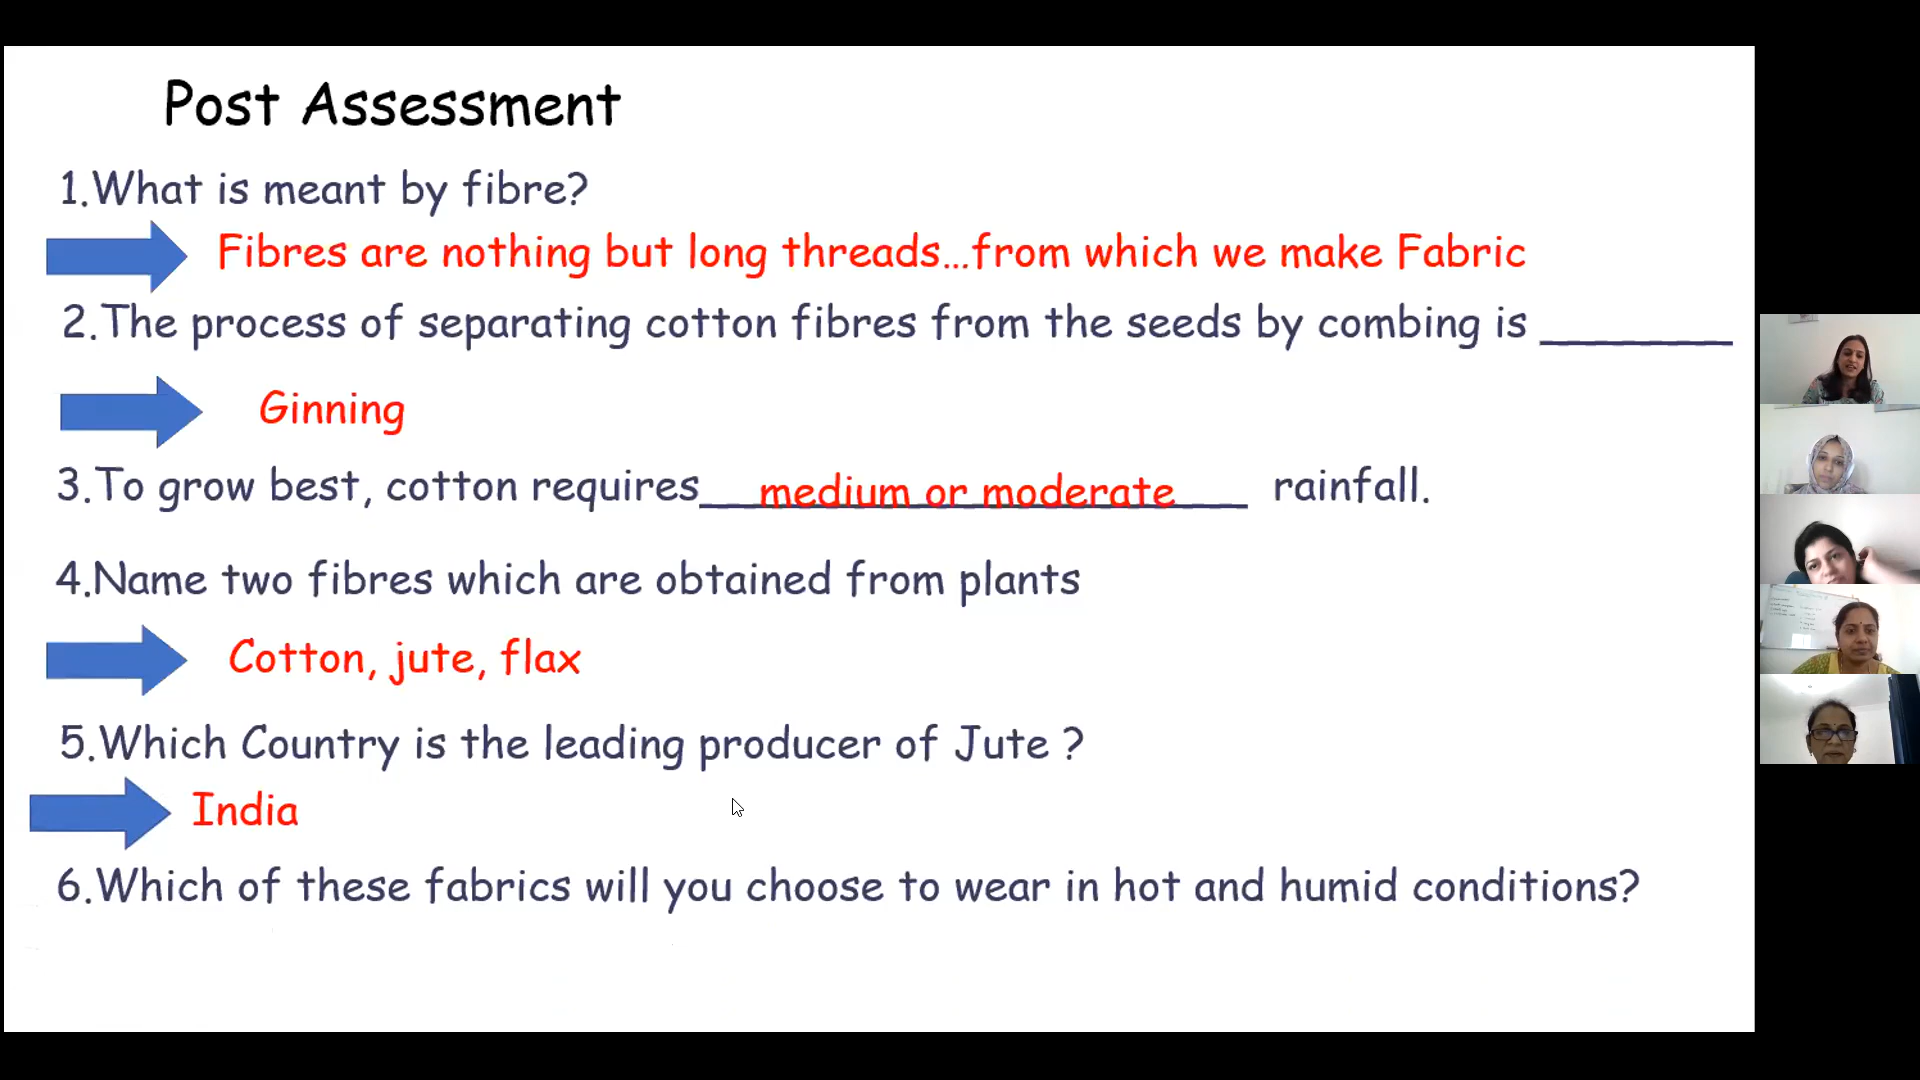 Post Assessment
1.What is meant by fibre?
Fibres are nothing but long threads...from which we make Fabric
2.The process of separating cotton fibres from the seeds by combing is ________
Ginning
3.To grow best, cotton requires medium or moderate rainfall.
4.Name two fibres which are obtained from plants
Cotton, jute, flax
5.Which Country is the leading producer of Jute ?
India
6.Which of these fabrics will you choose to wear in hot and humid conditions?